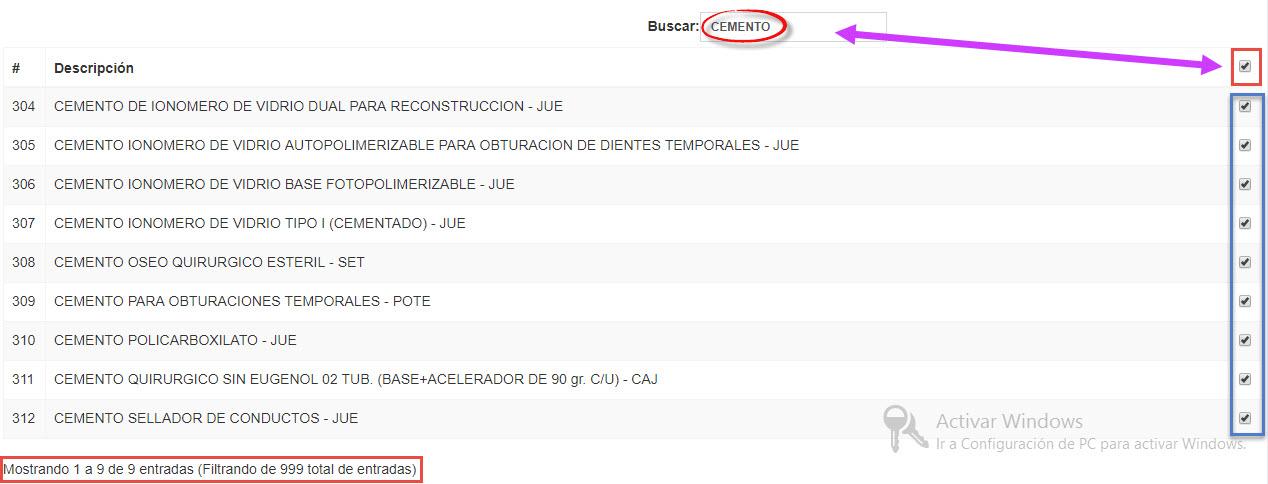 Buscar: CEMENTO
# Descripción
304 CEMENTO DE IONOMERO DE VIDRIO DUAL PARA RECONSTRUCCION - JUE
305 CEMENTO IONOMERO DE VIDRIO AUTOPOLIMERIZABLE PARA OBTURACION DE DIENTES TEMPORALES - JUE
306 CEMENTO IONOMERO DE VIDRIO BASE FOTOPOLIMERIZABLE - JUE
307 CEMENTO IONOMERO DE VIDRIO TIPO I (CEMENTADO) - JUE
308 CEMENTO OSEO QUIRURGICO ESTERIL - SET
309 CEMENTO PARA OBTURACIONES TEMPORALES - POTE
310 CEMENTO POLICARBOXILATO - JUE
311 CEMENTO QUIRURGICO SIN EUGENOL 02 TUB. (BASE+ACELERADOR DE 90 gr. C/U) - CAJ
312 CEMENTO SELLADOR DE CONDUCTOS - JUE
Activar Windows
Ir a Configuración de PC para activar Windows.
Mostrando 1 a 9 de 9 entradas (Filtrando de 999 total de entradas)